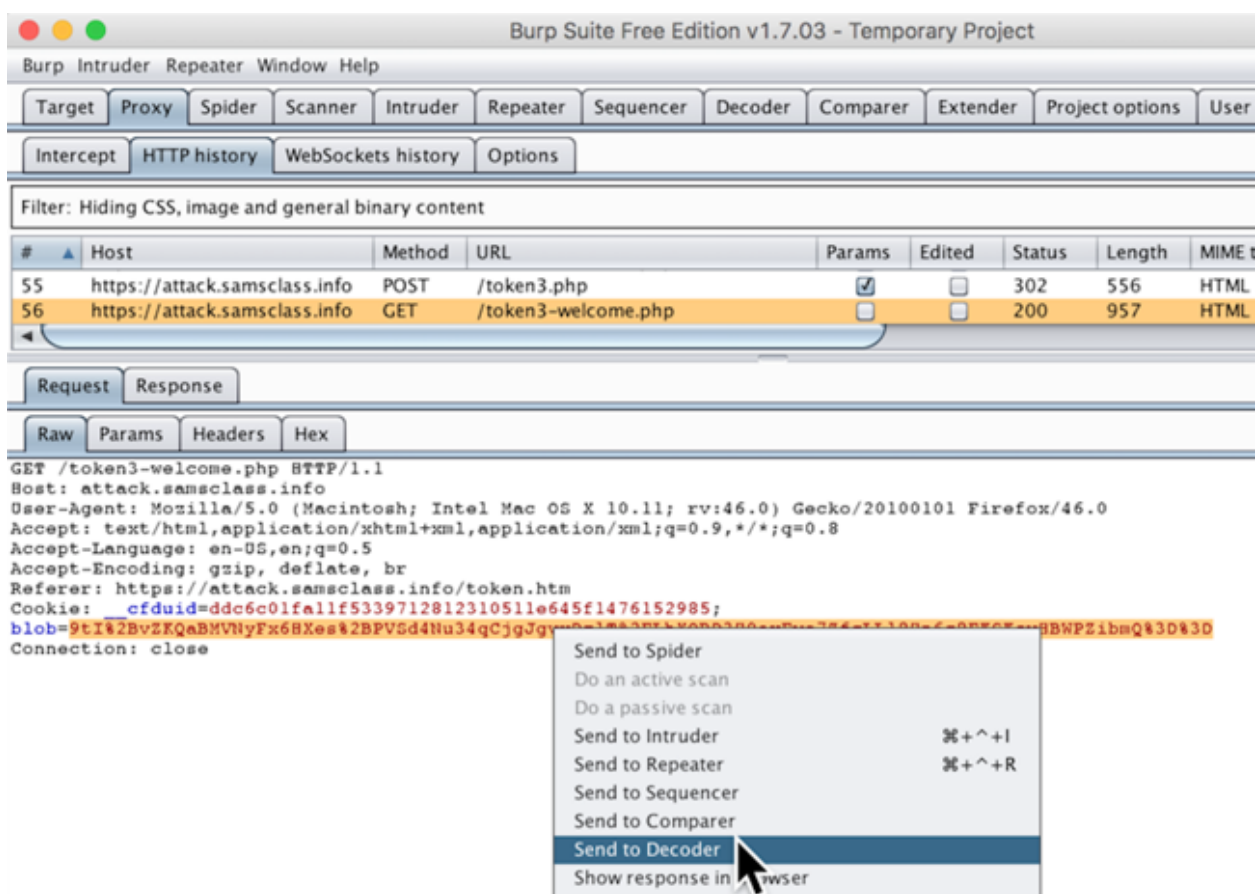 Burp Suite Free Edition v1.7.03 - Temporary Project
Burp Intruder Repeater Window Help
Target Proxy Spider Scanner Intruder Repeater Sequencer Decoder Comparer Extender Project options User
Intercept HTTP history WebSockets history Options
Filter: Hiding CSS, image and general binary content
# Host Method URL Params Edited Status Length MIME t
55 https://attack.samsclass.info POST /token3.php 302 556 HTML
56 https://attack.samsclass.info GET /token3-welcome.php 200 957 HTML
Request Response
Raw Params Headers Hex
GET /token3-welcome.php HTTP/1.1
Host: attack.samsclass.info
User-Agent: Mozilla/5.0 (Macintosh; Intel Mac OS X 10.11; rv:46.0) Gecko/20100101 Firefox/46.0
Accept: text/html,application/xhtml+xml,application/xml;q=0.9,*/*;q=0.8
Accept-Language: en-US,en;q=0.5
Accept-Encoding: gzip, deflate, br
Referer: https://attack.samsclass.info/token.htm
Cookie: __cfduid=ddc6c01fa11f5339712812310511e645f1476152985;
blob=
Connection: close
Send to Spider
Do an active scan
Do a passive scan
Send to Intruder ⌘+^+I
Send to Repeater ⌘+^+R
Send to Sequencer
Send to Comparer
Send to Decoder
Show response in